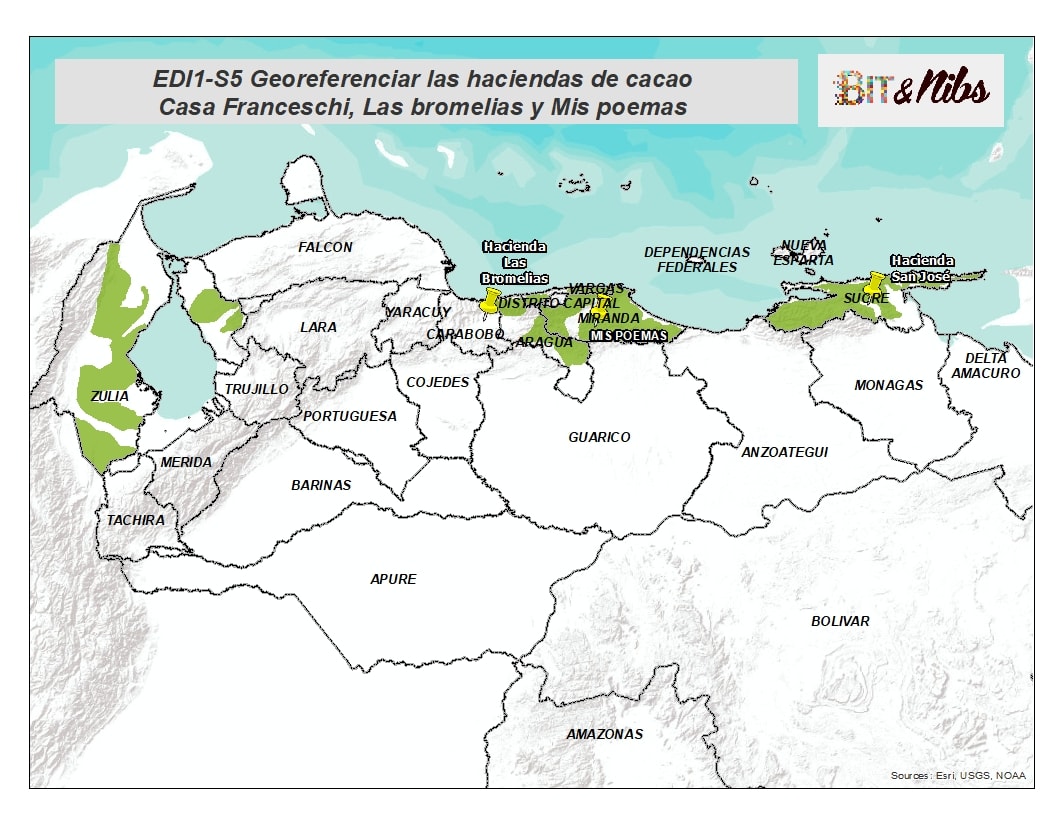 EDI1-S5 Georeferenciar las haciendas de cacao
Casa Franceschi, Las bromelias y Mis poemas
BIT & Nibs
FALCON
Hacienda
Las
Bromelias
DEPENDENCIAS
FEDERALES
NUEVA
ESPARTA
Hacienda
San José
VARGAS
DISTRITO CAPITAL
SUCRE
YARACUY
MIRANDA
LARA
CARABOBO
ARAGUA
MIS POEMAS
DELTA
AMACURO
ZULIA
TRUJILLO
COJEDES
MONAGAS
PORTUGUESA
GUARICO
ANZOATEGUI
MERIDA
BARINAS
TACHIRA
APURE
BOLIVAR
AMAZONAS
Sources: Esri, USGS, NOAA